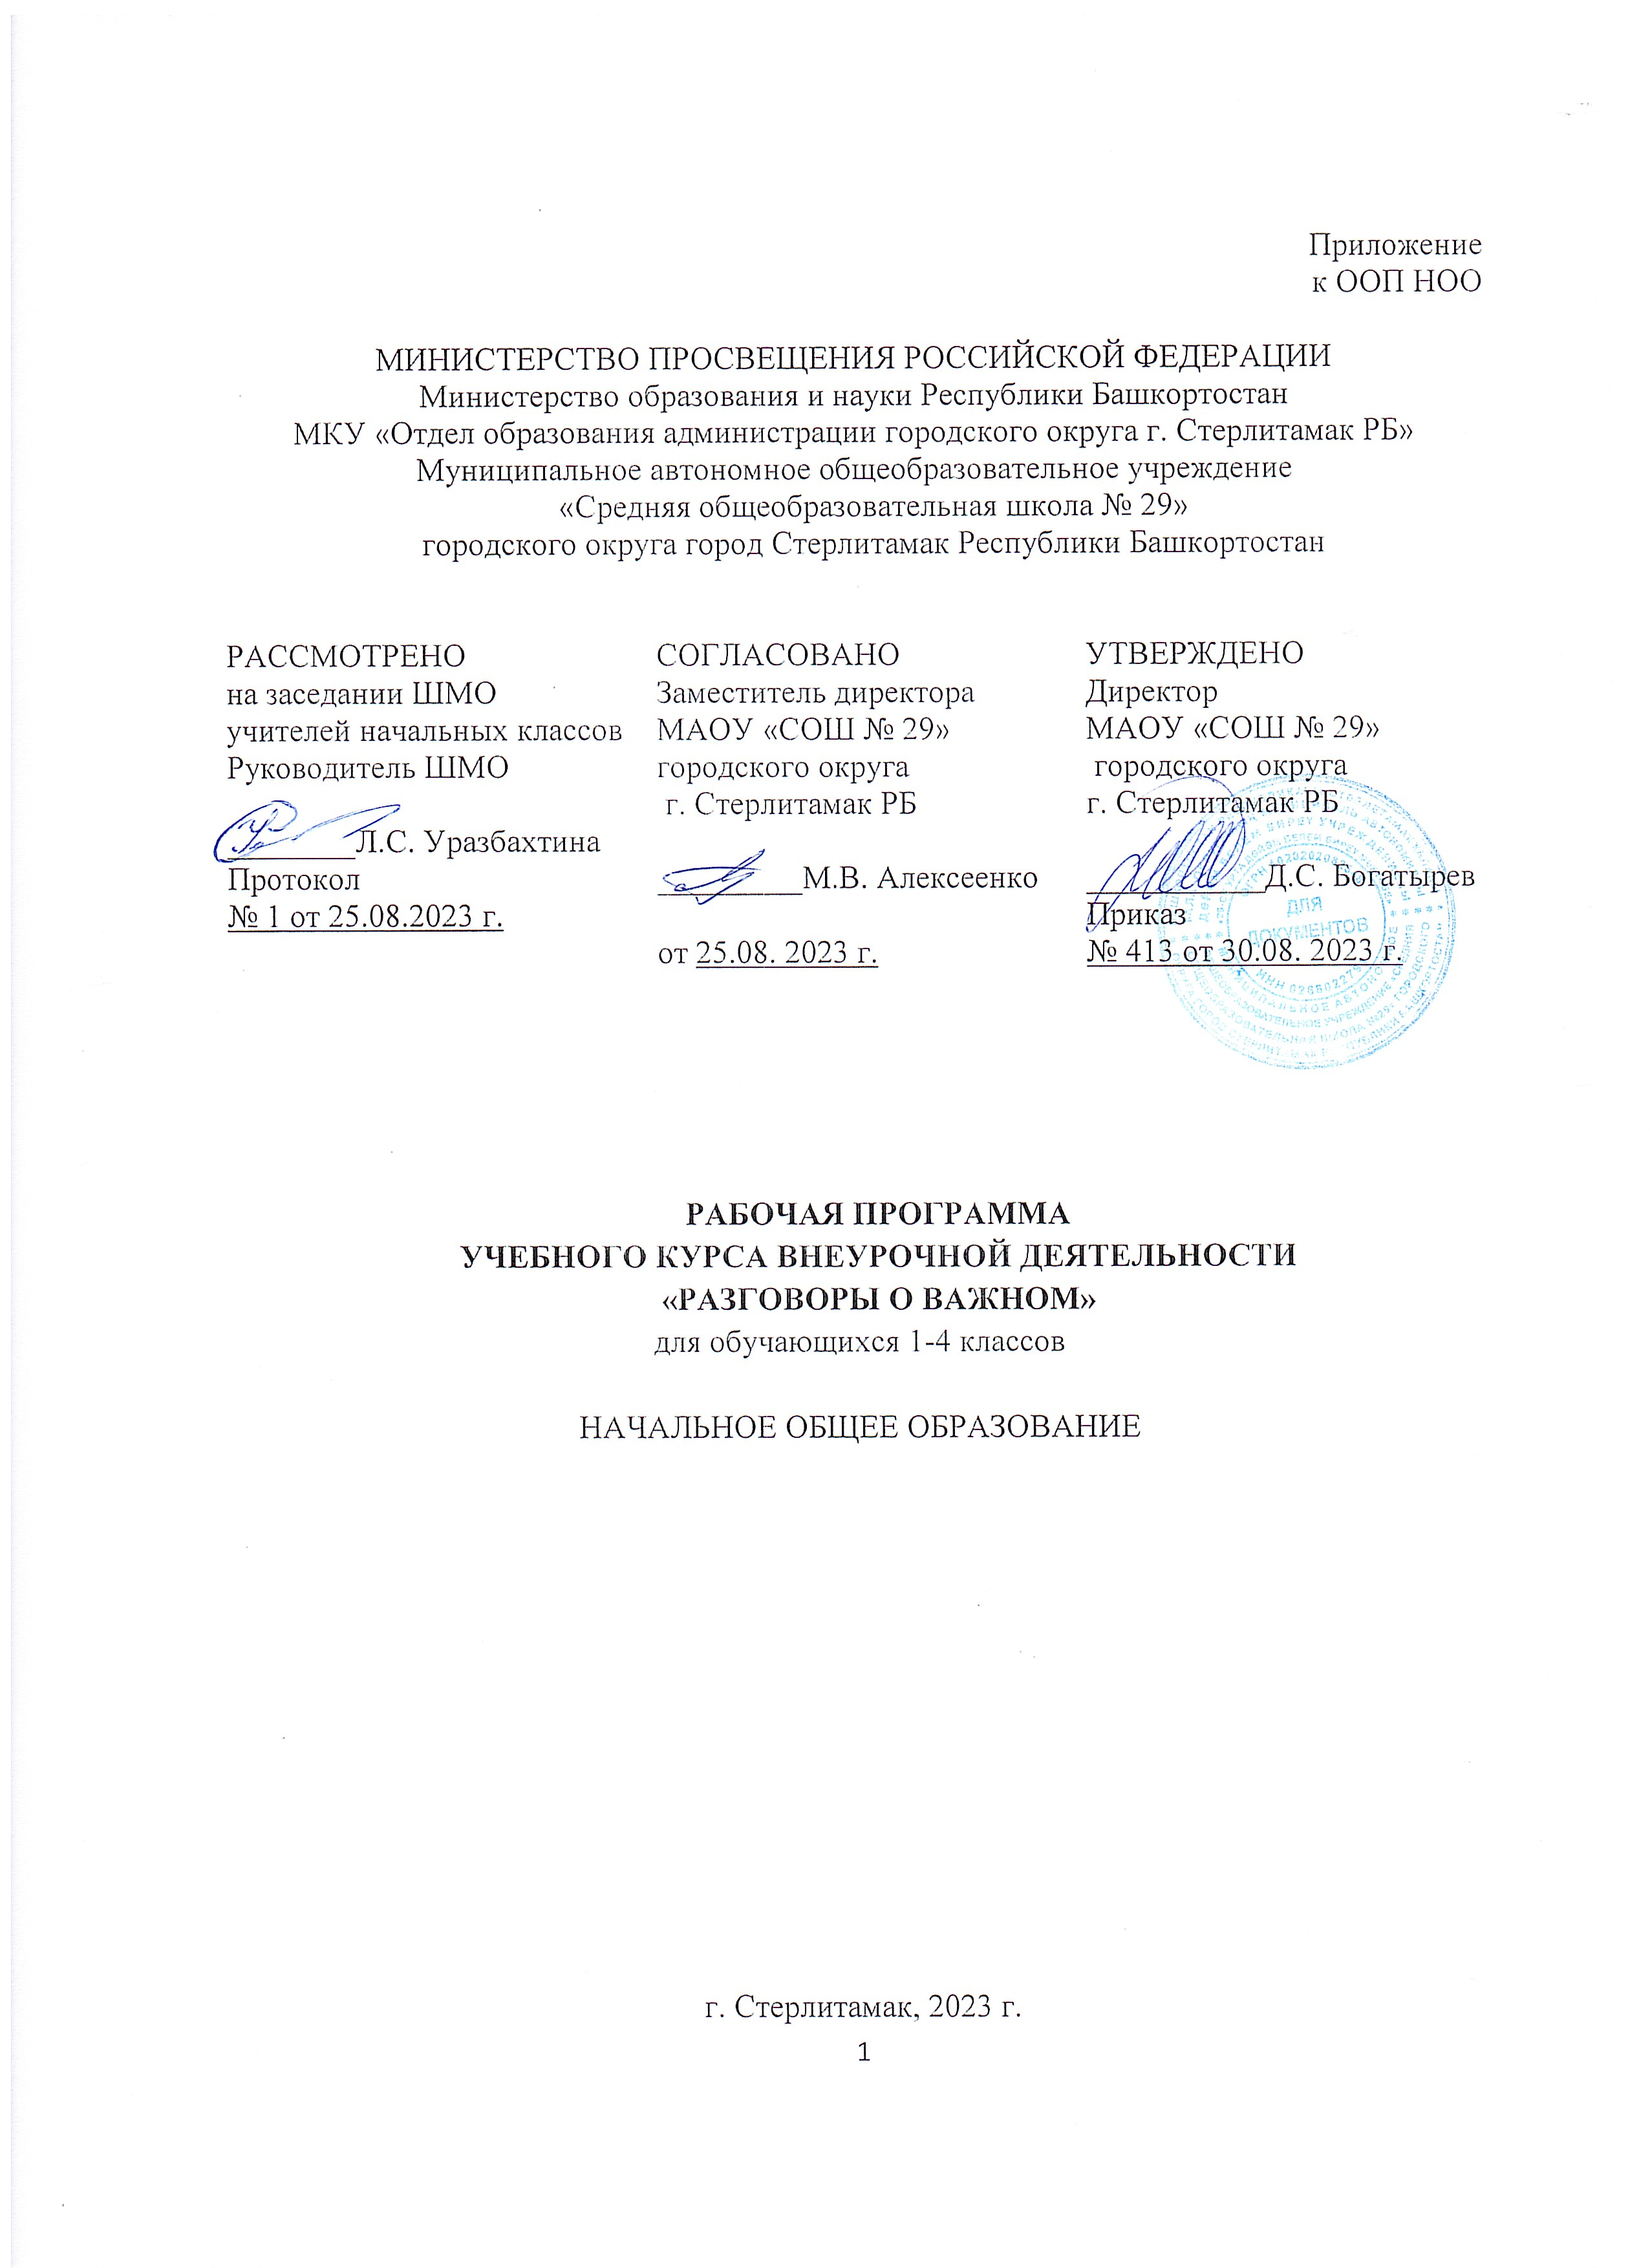 Приложение
к ООП НОО
МИНИСТЕРСТВО ПРОСВЕЩЕНИЯ РОССИЙСКОЙ ФЕДЕРАЦИИ
Министерство образования и науки Республики Башкортостан
МКУ «Отдел образования администрации городского округа г. Стерлитамак РБ»
Муниципальное автономное общеобразовательное учреждение
«Средняя общеобразовательная школа № 29»
городского округа город Стерлитамак Республики Башкортостан
РАССМОТРЕНО
на заседании ШМО
учителей начальных классов
Руководитель ШМО
Л.С. Уразбахтина
Протокол
№ 1 от 25.08.2023 г.
СОГЛАСОВАНО
Заместитель директора
МАОУ «СОШ № 29»
городского округа
г. Стерлитамак РБ
М.В. Алексеенко
от 25.08. 2023 г.
УТВЕРЖДЕНО
Директор
МАОУ «СОШ № 29»
городского округа
г. Стерлитамак РБ
Д.С. Богатырев
Приказ
№ 413 от 30.08. 2023 г.
ДЛЯ
ДОКУМЕНТОВ
РАБОЧАЯ ПРОГРАММА
УЧЕБНОГО КУРСА ВНЕУРОЧНОЙ ДЕЯТЕЛЬНОСТИ
«РАЗГОВОРЫ О ВАЖНОМ»
для обучающихся 1-4 классов
НАЧАЛЬНОЕ ОБЩЕЕ ОБРАЗОВАНИЕ
г. Стерлитамак, 2023 г.
1